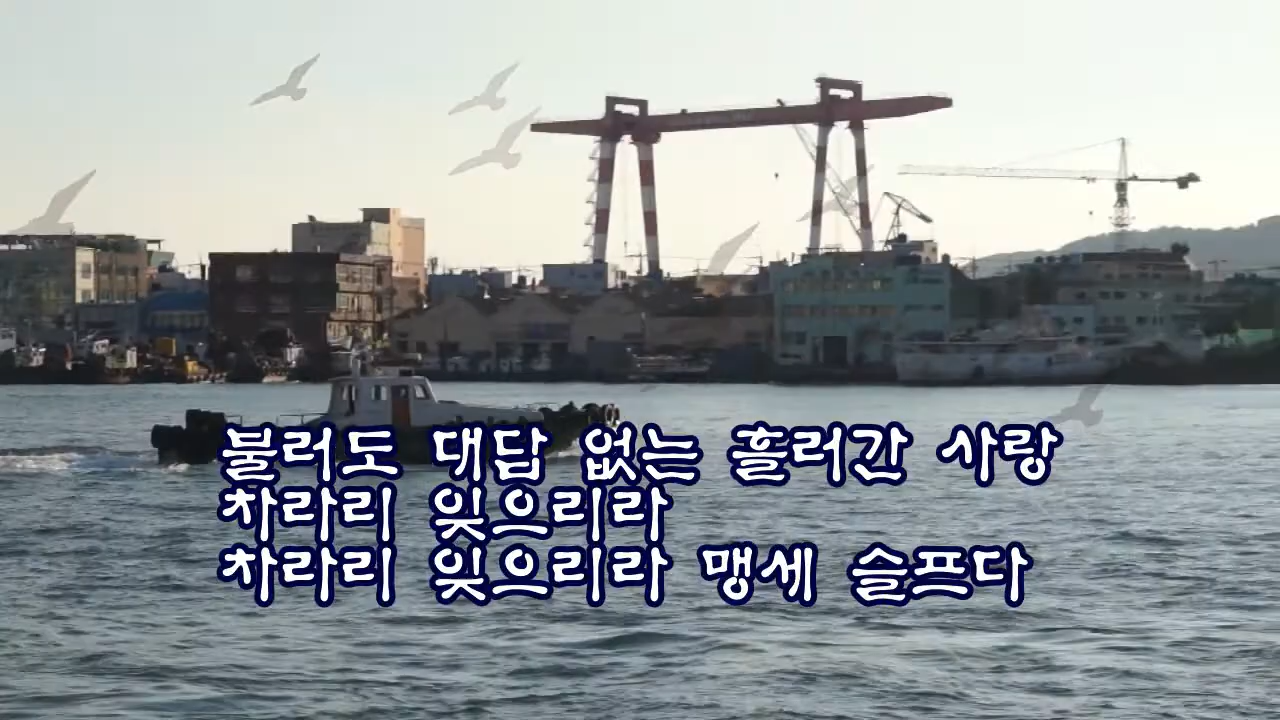 불러도 대답 없는 흘러간 사랑
차라리 잊으리라
차라리 잊으리라 맹세 슬프다